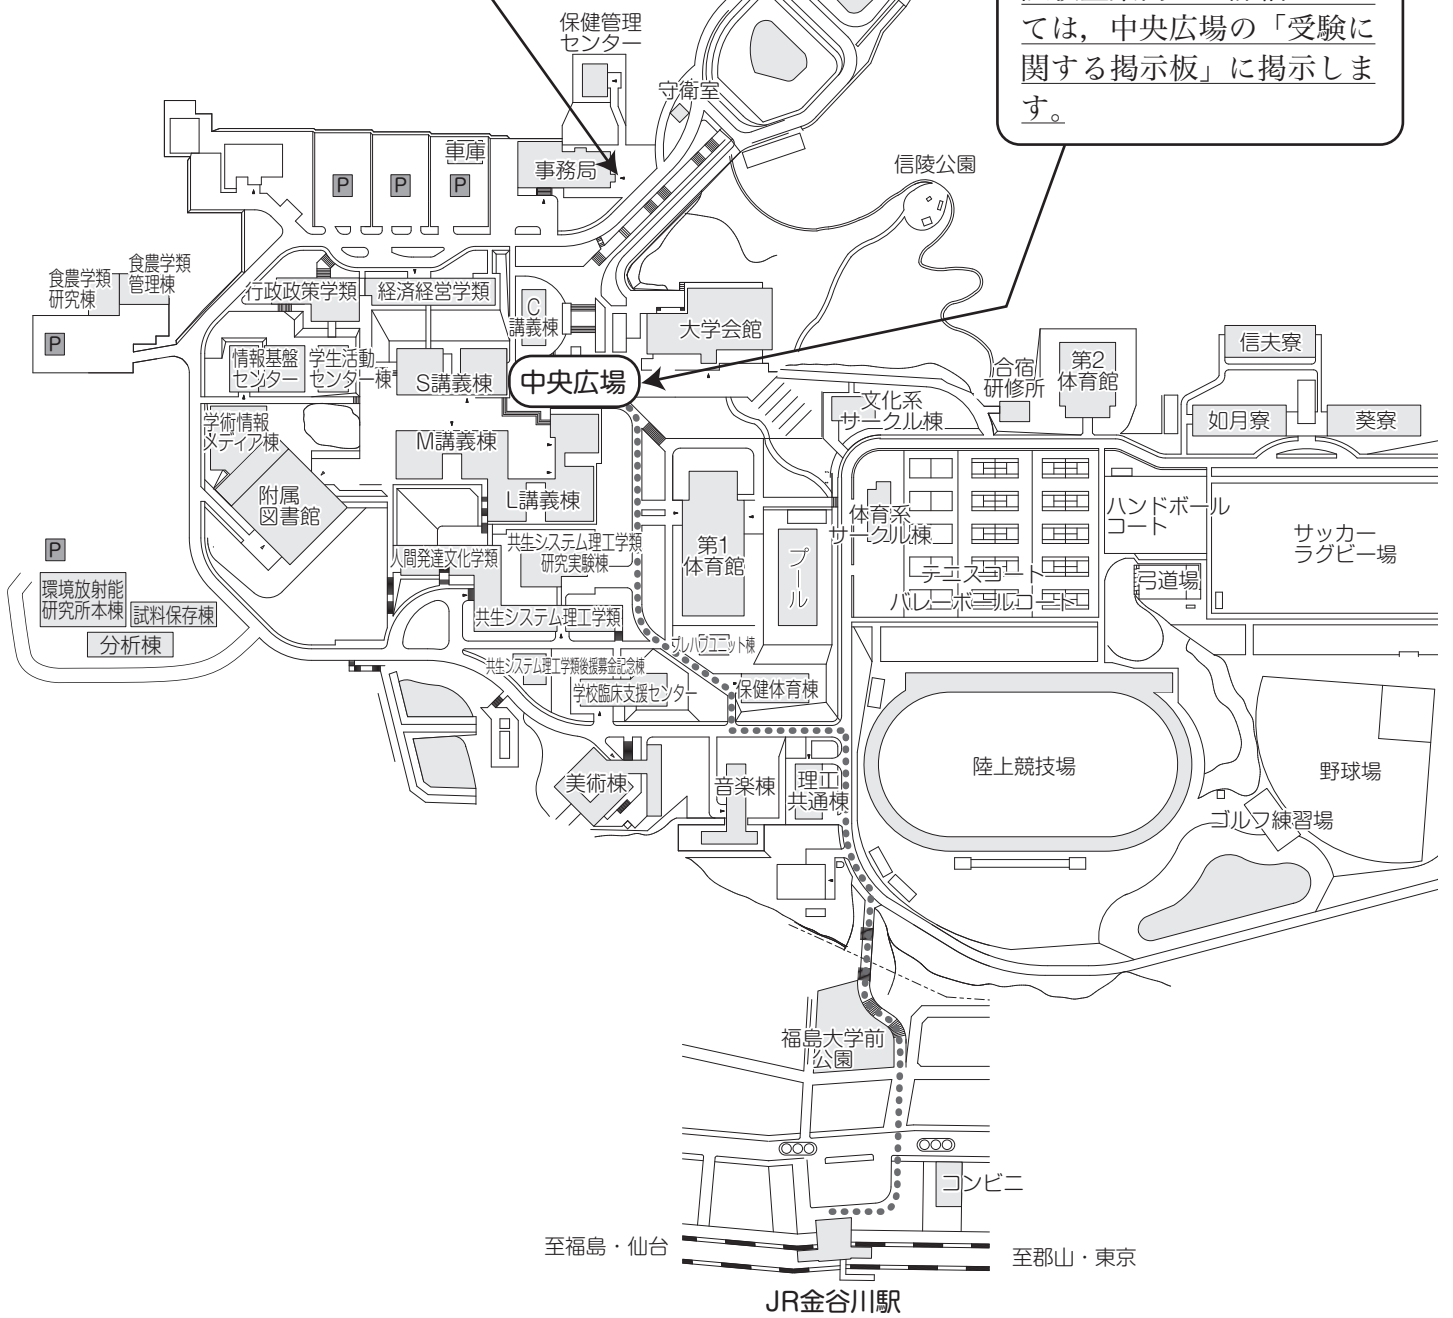 ては，中央広場の「受験に
関する掲示板」に掲示しま
す。
保健管理
センター
守衛室
車庫
事務局
信陵公園
P
P
P
食農学類
研究棟
食農学類
管理棟
行政政策学類
経済経営学類
C
講義棟
大学会館
P
情報基盤
センター
学生活動
センター棟
S講義棟
中央広場
合宿
研修所
第2
体育館
信夫寮
文化系
サークル棟
如月寮
葵寮
学術情報
メディア棟
M講義棟
附属
図書館
L講義棟
体育系
サークル棟
ハンドボール
コート
サッカー
ラグビー場
P
人間発達文化学類
共生システム理工学類
研究実験棟
第1
体育館
プール
テニスコート
バレーボールコート
弓道場
環境放射能
研究所本棟
試料保存棟
分析棟
共生システム理工学類
プレハブユニット棟
共生システム理工学類後援募金記念棟
学校臨床支援センター
保健体育棟
美術棟
音楽棟
理工
共通棟
陸上競技場
野球場
ゴルフ練習場
福島大学前
公園
コンビニ
至福島・仙台
至郡山・東京
JR金谷川駅